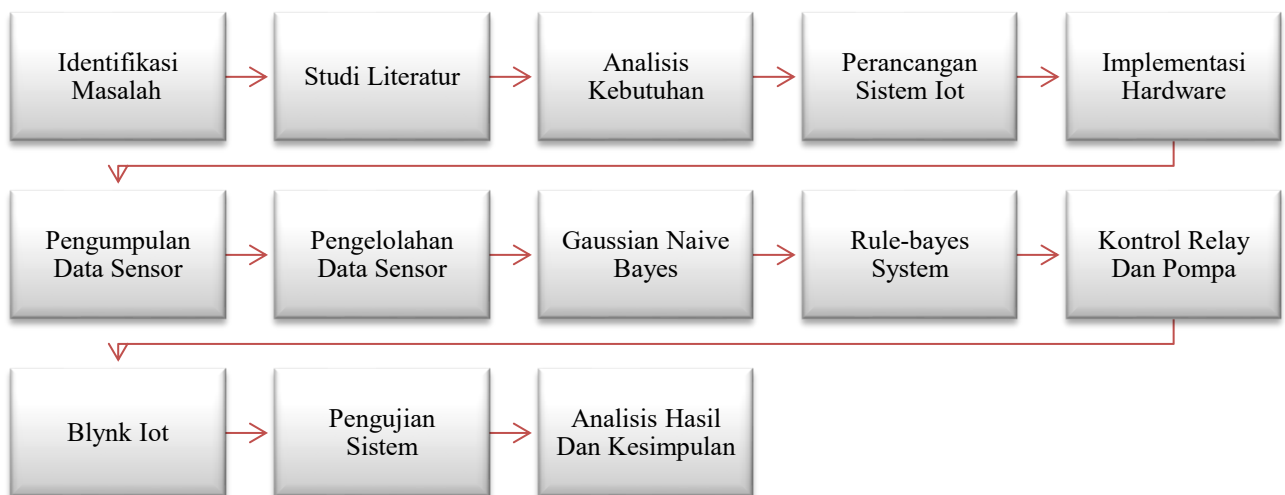 Identifikasi
Masalah
Studi Literatur
Analisis
Kebutuhan
Perancangan
Sistem Iot
Implementasi
Hardware
Pengumpulan
Data Sensor
Pengelolahan
Data Sensor
Gaussian Naive
Bayes
Rule-bayes
System
Kontrol Relay
Dan Pompa
Blynk Iot
Pengujian
Sistem
Analisis Hasil
Dan Kesimpulan